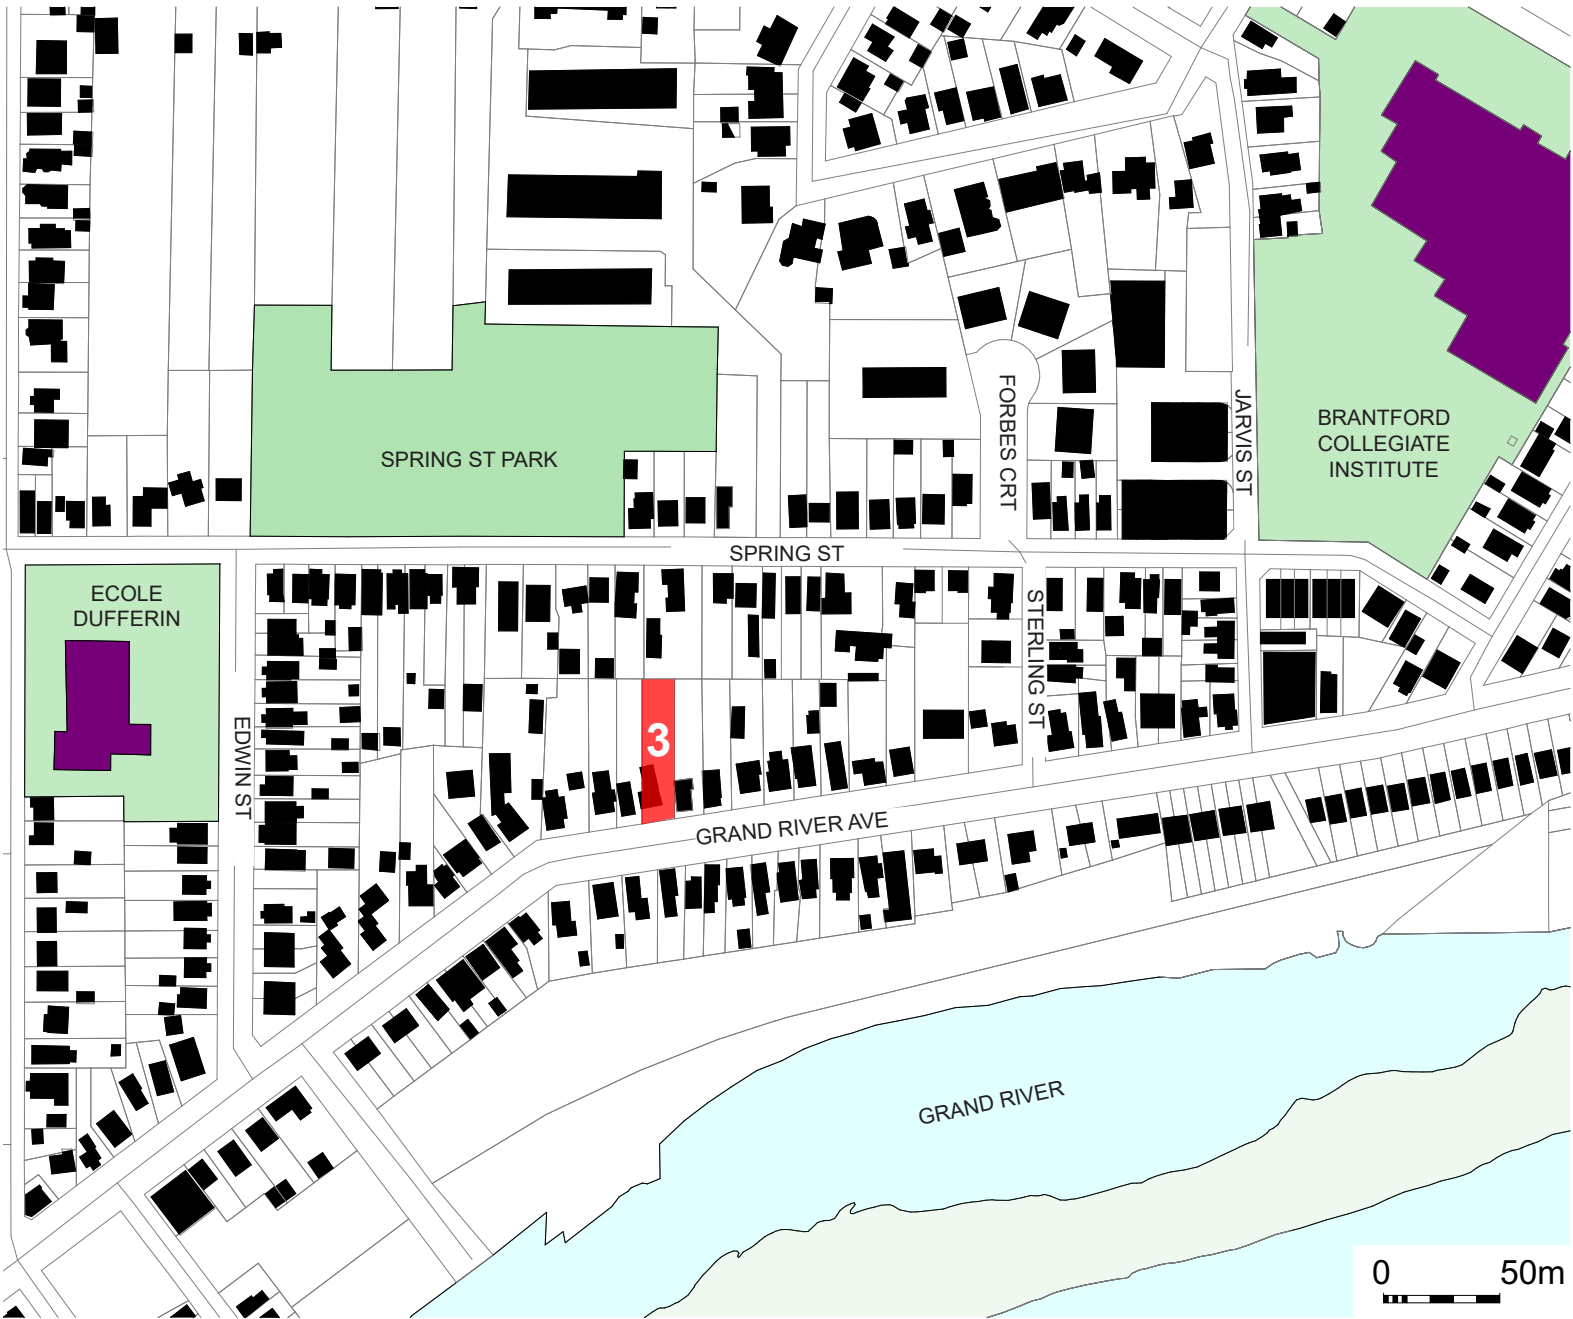 BRANTFORD
COLLEGIATE
INSTITUTE
FORBES CRT
JARVIS ST
SPRING ST PARK
SPRING ST
ECOLE
DUFFERIN
STERLING ST
EDWIN ST
3
GRAND RIVER AVE
GRAND RIVER
0 50m